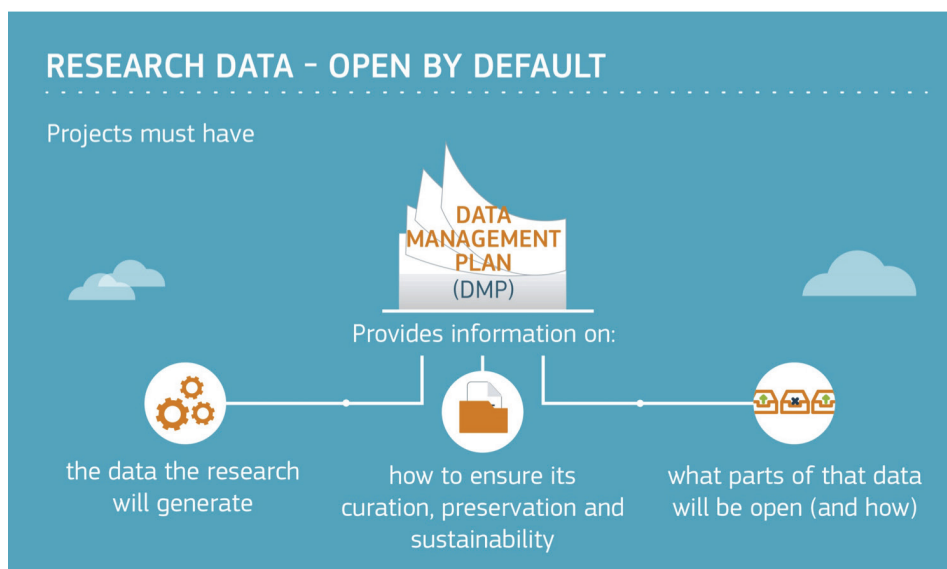 RESEARCH DATA - OPEN BY DEFAULT
Projects must have
DATA
MANAGEMENT
PLAN
(DMP)
Provides information on:
the data the research
will generate
how to ensure its
curation, preservation and
sustainability
what parts of that data
will be open (and how)